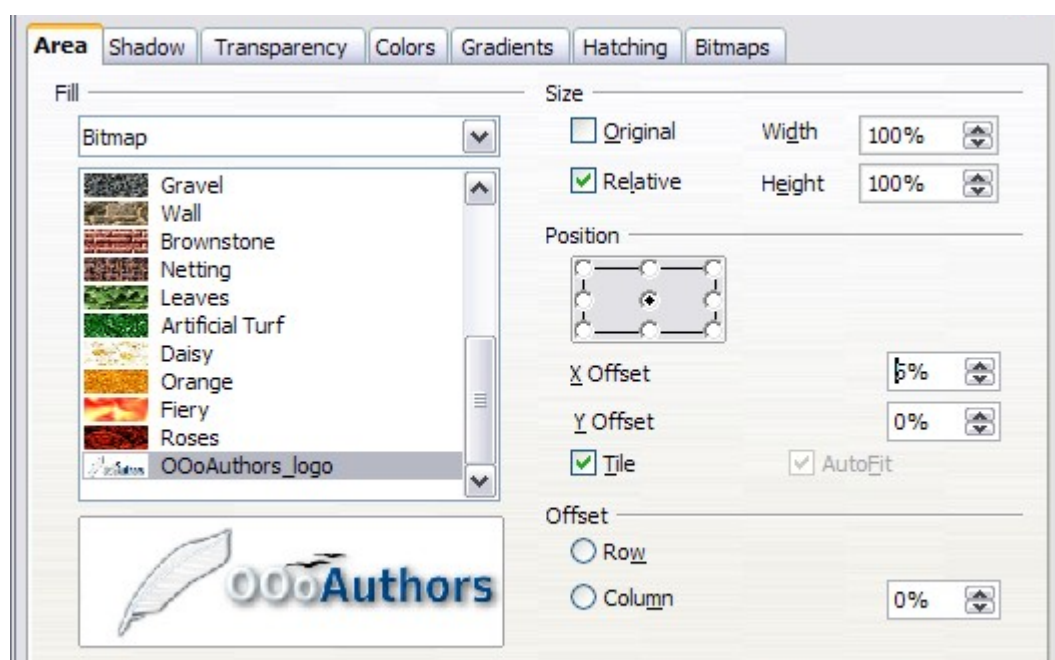 Area Shadow Transparency Colors Gradients Hatching Bitmaps
Fill
Bitmap
Gravel
Wall
Brownstone
Netting
Leaves
Artificial Turf
Daisy
Orange
Fiery
Roses
OOoAuthors_logo
OOoAuthors
Size
Original Width 100%
Relative Height 100%
Position
X Offset 5%
Y Offset 0%
Tile AutoFit
Offset
Row
Column 0%